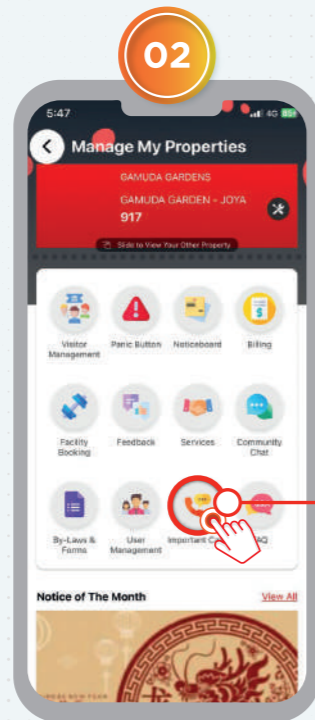 02
5:47
4G
Manage My Properties
GAMUDA GARDENS
GAMUDA GARDEN - JOYA
917
Slide to View Your Other Property
Visitor Management
Panic Button
Noticeboard
Billing
Facility Booking
Feedback
Services
Community Chat
By-Laws & Forms
User Management
Important
FAQ
Notice of The Month
View All